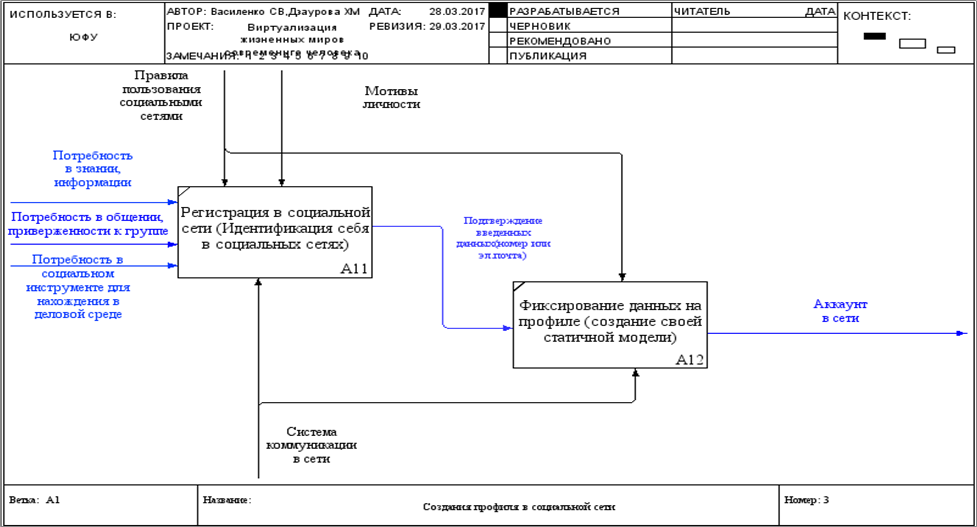 ИСПОЛЬЗУЕТСЯ В:
ЮФУ
АВТОР: Василенко СВ,Дзаурова ХМ
ДАТА: 28.03.2017
ПРОЕКТ: Виртуализация
жизненных миров
современнго человека
РЕВИЗИЯ: 29.03.2017
ЗАМЕЧАНИЯ: 1 2 3 4 5 6 7 8 9 10
РАЗРАБАТЫВАЕТСЯ
ЧЕРНОВИК
РЕКОМЕНДОВАНО
ПУБЛИКАЦИЯ
ЧИТАТЕЛЬ
ДАТА
КОНТЕКСТ:
Правила
пользования
социальными
сетями
Мотивы
личности
Потребность
в знании,
информации
Потребность в общении,
приверженности к группе
Потребность в
социальном
инструменте для
нахождения в
деловой среде
Регистрация в социальной
сети (Идентификация себя
в социальных сетях)
A11
Подтверждение
введенных
данных(номер или
эл.почта)
Фиксирование данных на
профиле (создание своей
статичной модели)
A12
Аккаунт
в сети
Система
коммуникации
в сети
Ветка: A1
Название:
Создания профиля в социальной сети
Номер: 3